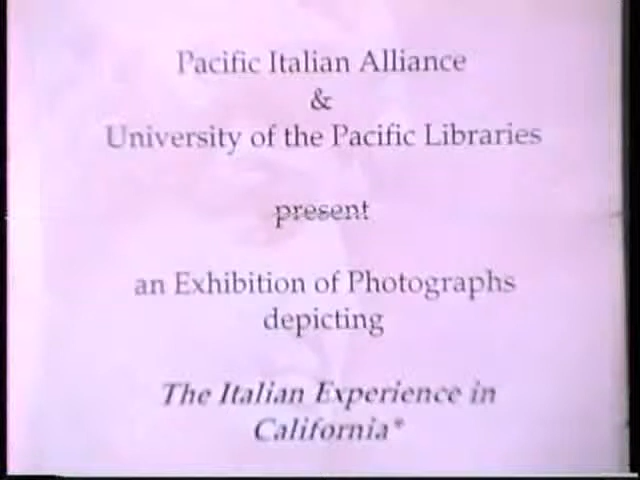 Pacific Italian Alliance
&
University of the Pacific Libraries
present
an Exhibition of Photographs
depicting
The Italian Experience in
California*